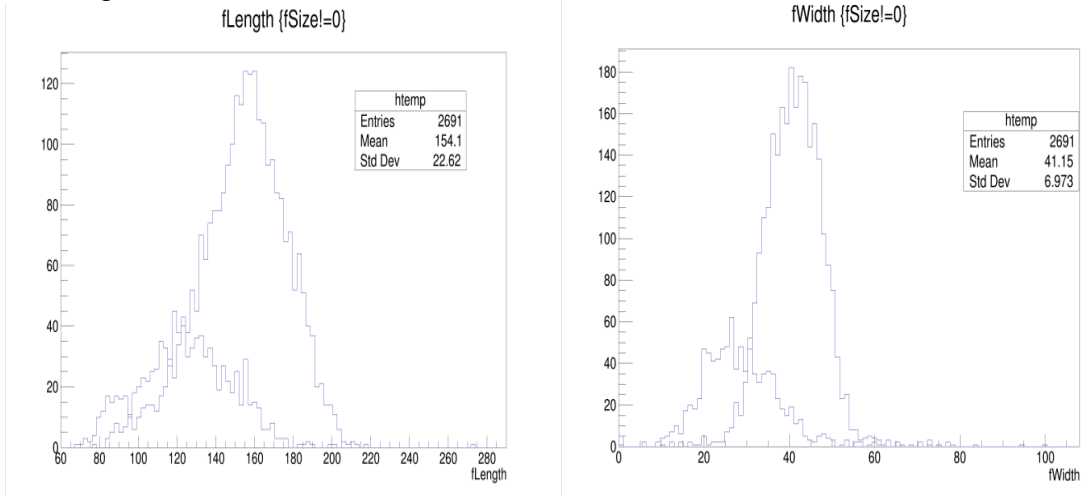 fLength {fSize!=0}
120
100
80
60
40
20
0
60 80 100 120 140 160 180 200 220 240 260 280
fLength
htemp
Entries 2691
Mean 154.1
Std Dev 22.62
fWidth {fSize!=0}
180
160
140
120
100
80
60
40
20
0
0 20 40 60 80 100
fWidth
htemp
Entries 2691
Mean 41.15
Std Dev 6.973